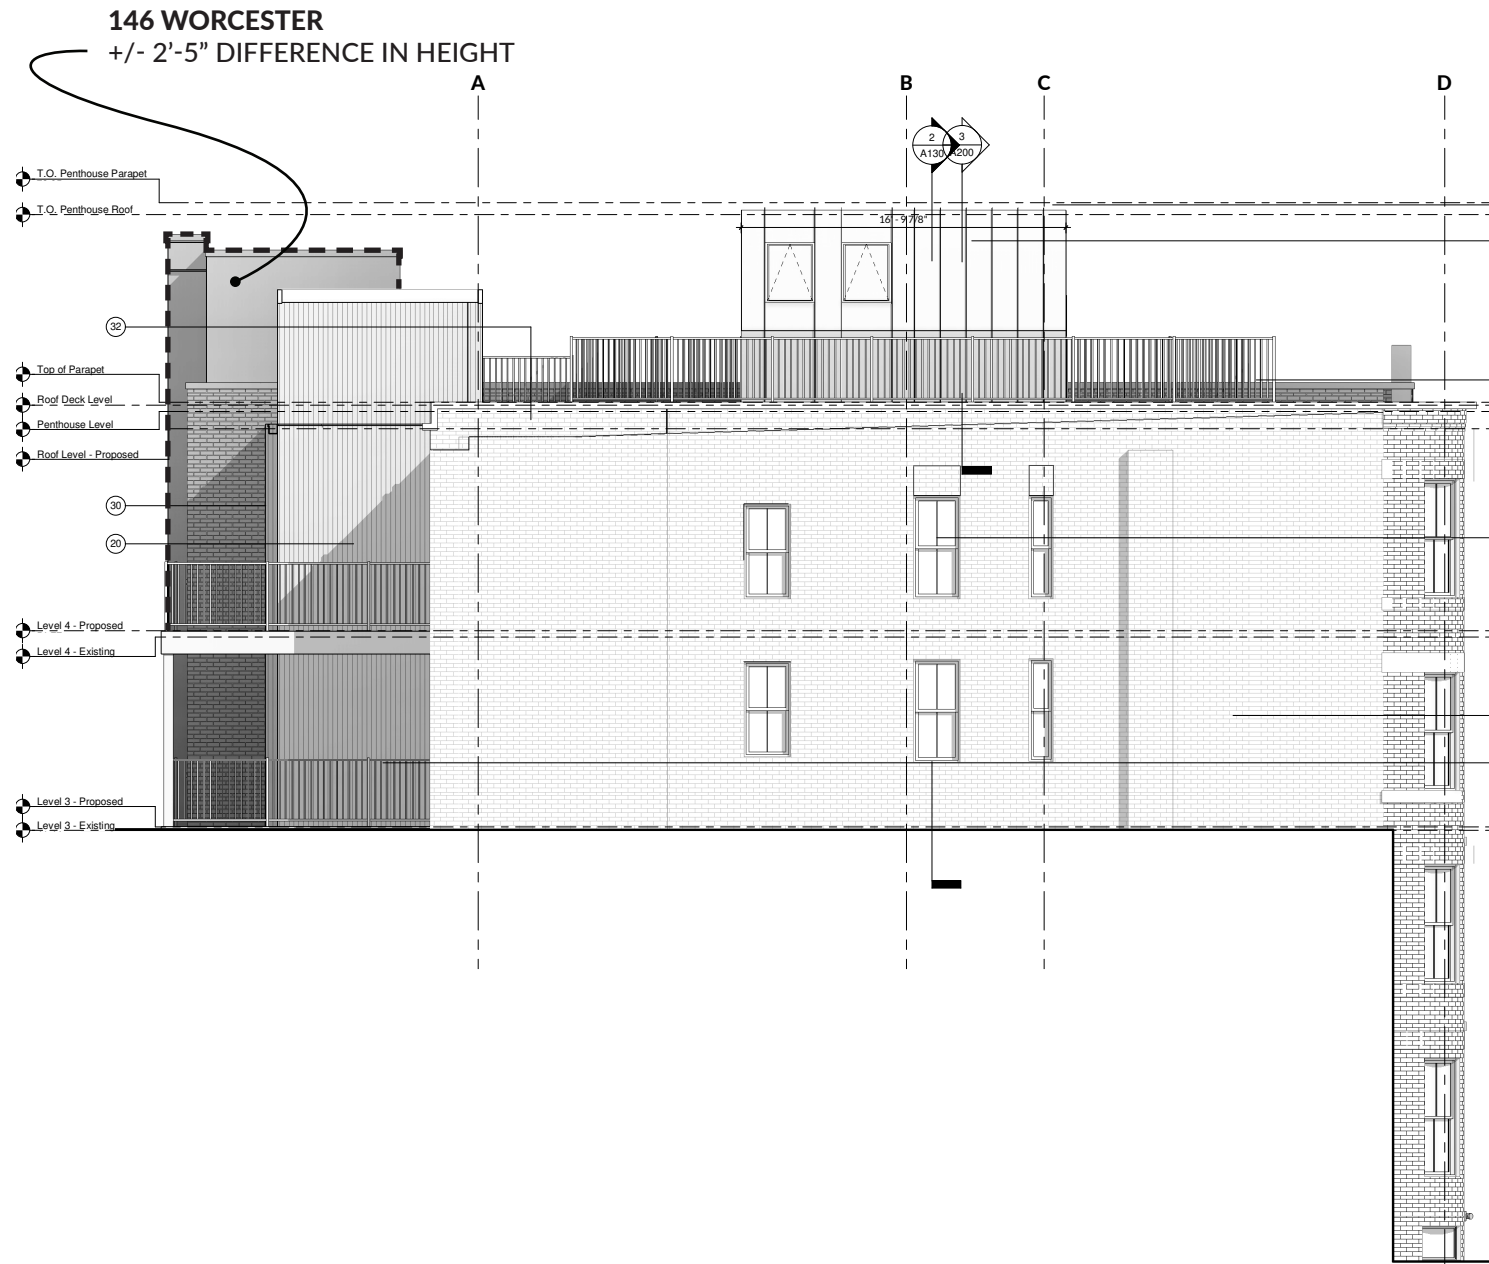 146 WORCESTER
+/- 2’-5” DIFFERENCE IN HEIGHT
A
B
C
D
2
A130
3
A200
T.O. Penthouse Parapet
T.O. Penthouse Roof
16' - 9 7/8"
32
Top of Parapet
Roof Deck Level
Penthouse Level
Roof Level - Proposed
30
20
Level 4 - Proposed
Level 4 - Existing
Level 3 - Proposed
Level 3 - Existing